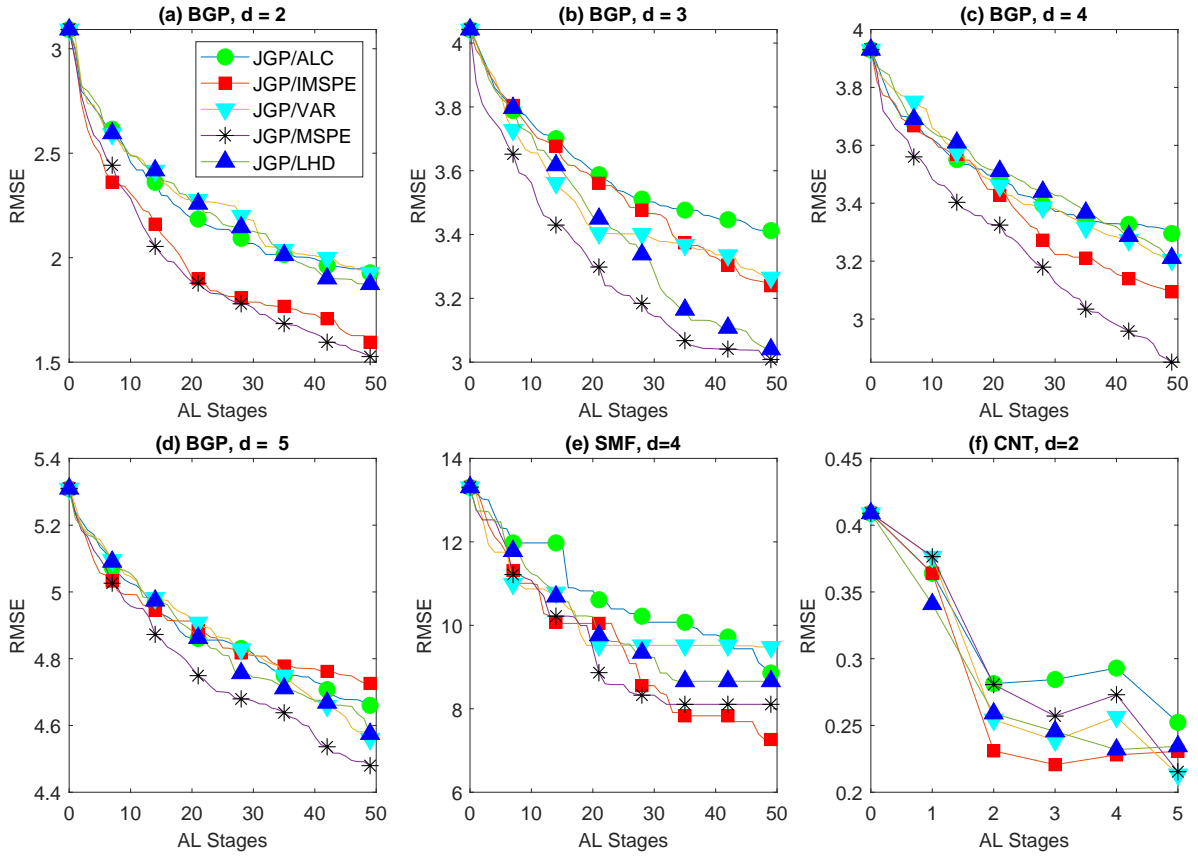 (a) BGP, d = 2
3
2.5
2
1.5
RMSE
0 10 20 30 40 50
AL Stages
JGP/ALC
JGP/IMSPE
JGP/VAR
JGP/MSPE
JGP/LHD
(b) BGP, d = 3
4
3.8
3.6
3.4
3.2
3
RMSE
0 10 20 30 40 50
AL Stages
(c) BGP, d = 4
4
3.8
3.6
3.4
3.2
3
RMSE
0 10 20 30 40 50
AL Stages
(d) BGP, d = 5
5.4
5.2
5
4.8
4.6
4.4
RMSE
0 10 20 30 40 50
AL Stages
(e) SMF, d=4
14
12
10
8
6
RMSE
0 10 20 30 40 50
AL Stages
(f) CNT, d=2
0.45
0.4
0.35
0.3
0.25
0.2
RMSE
0 1 2 3 4 5
AL Stages